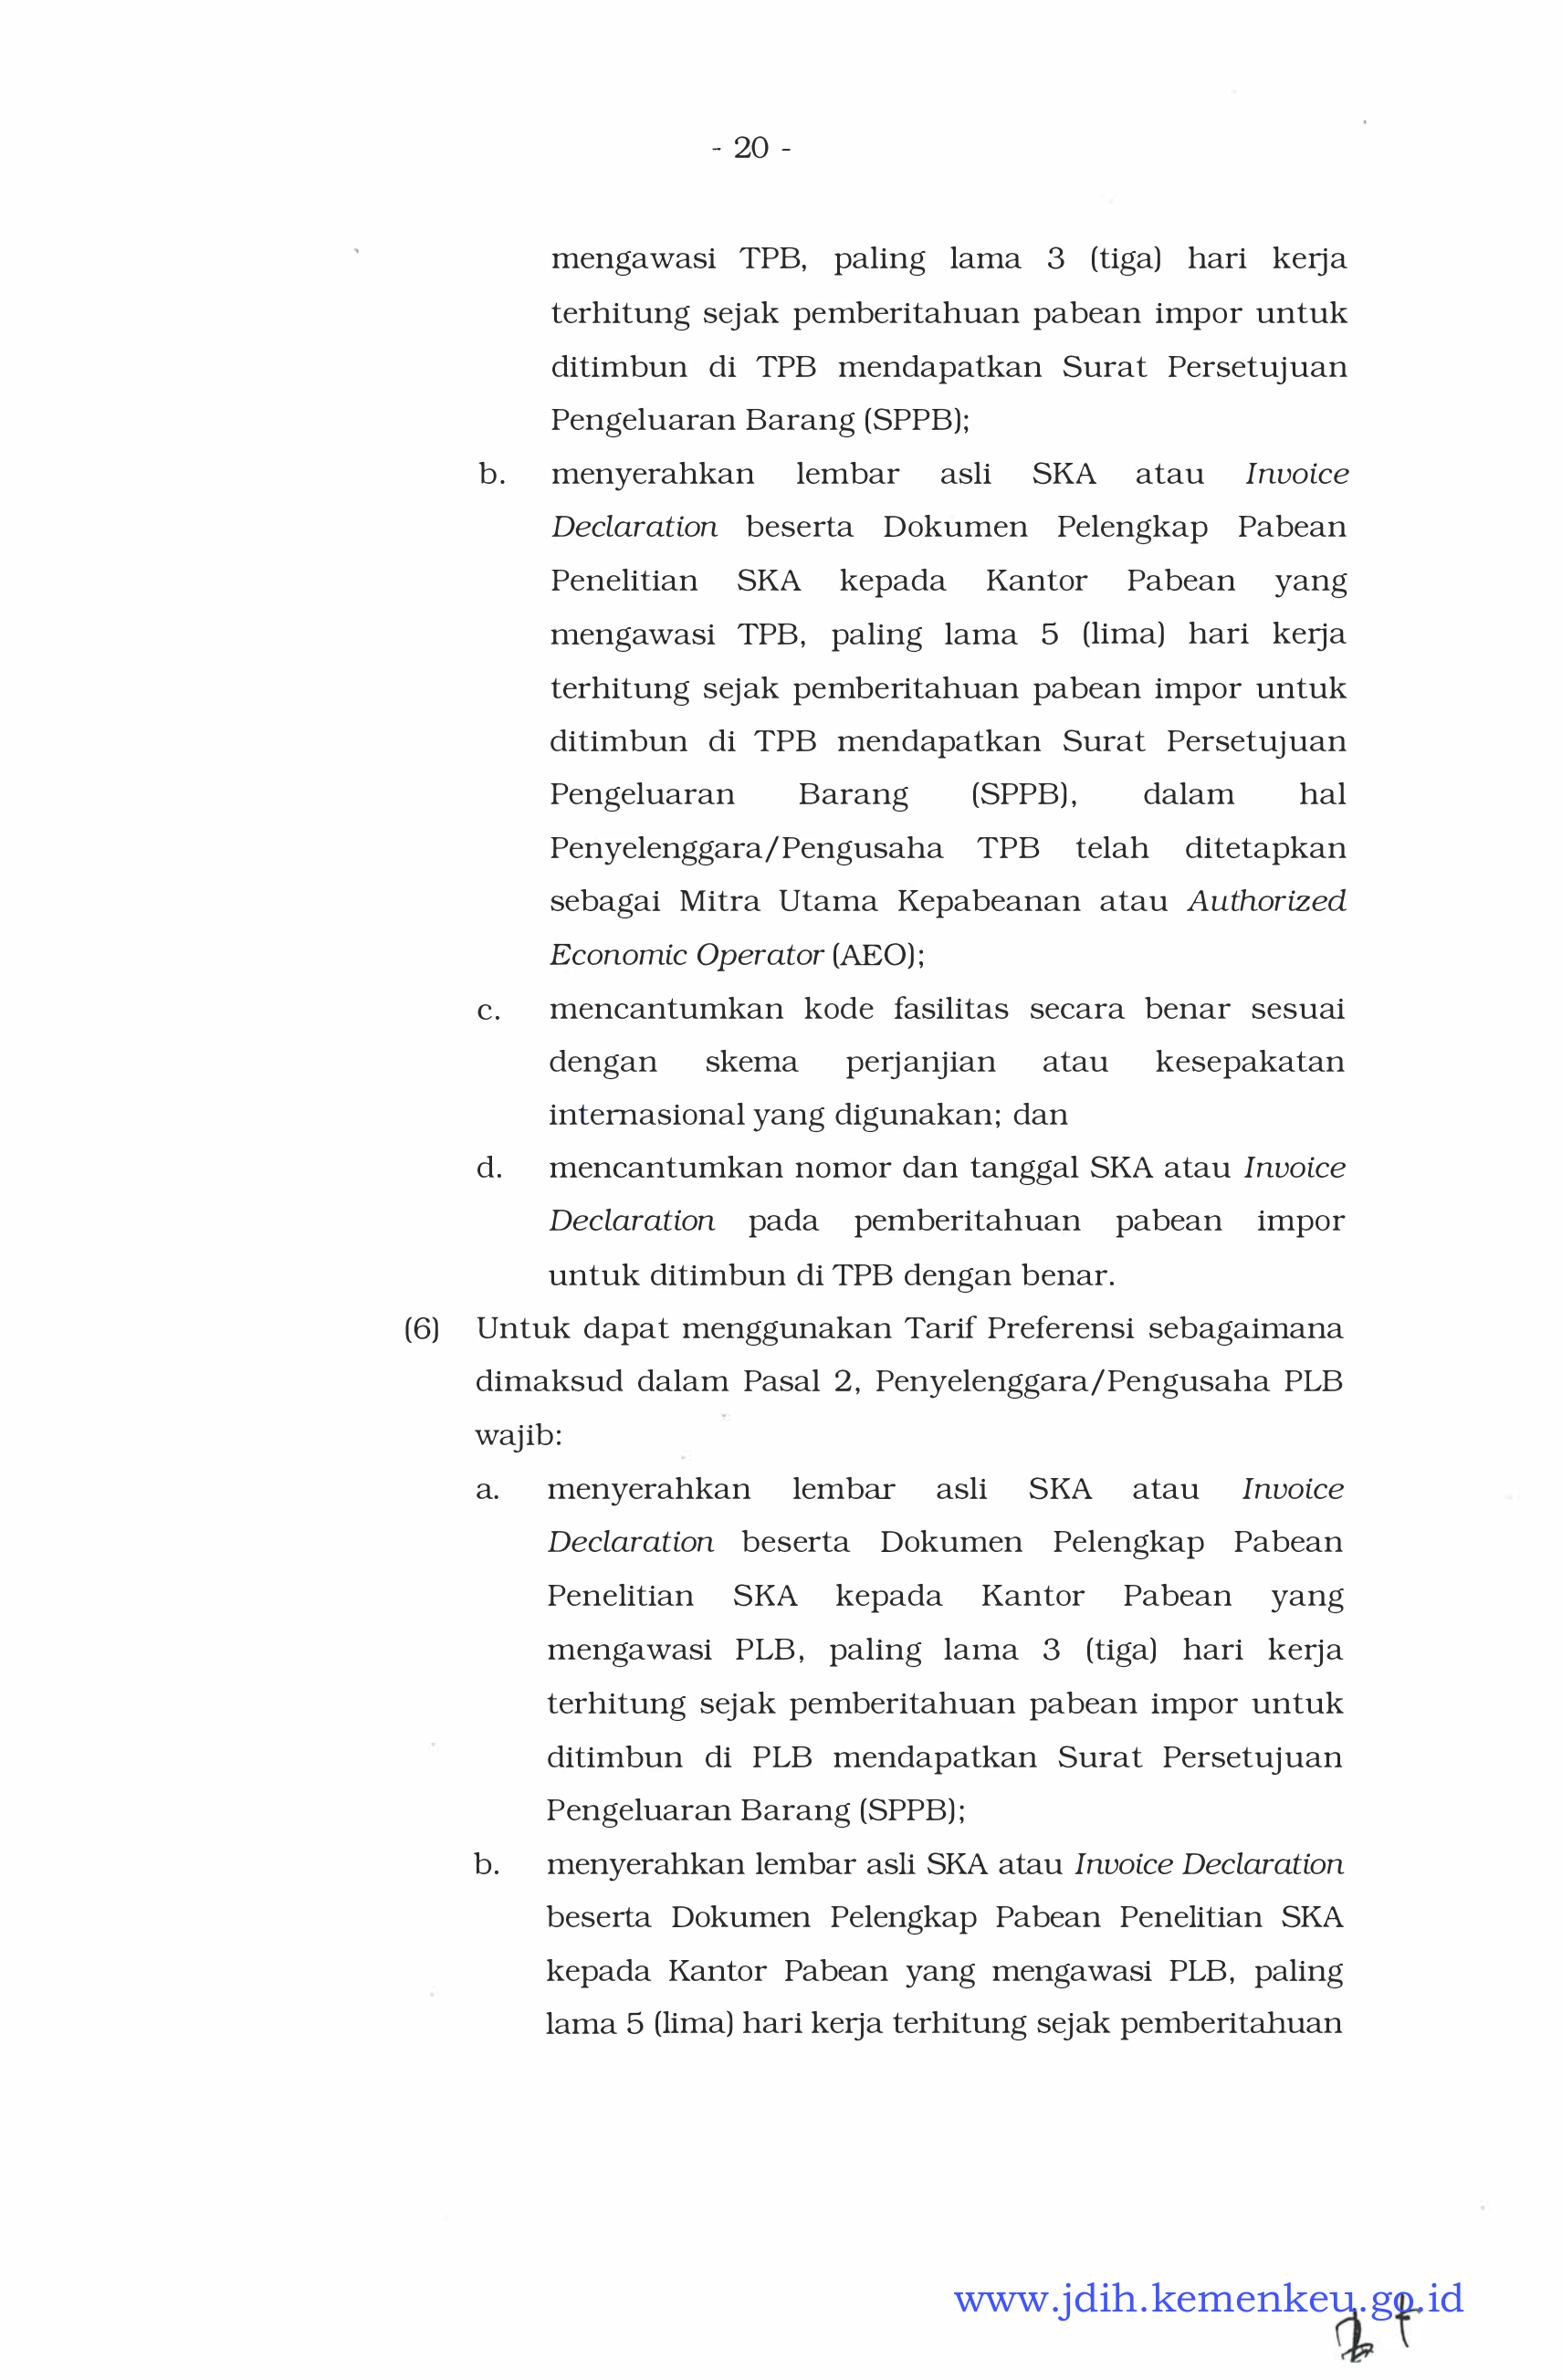 - 20 -
mengawasi TPB, paling lama 3 (tiga) hari kerja
terhitung sejak pemberitahuan pabean impor untuk
ditimbun di TPB mendapatkan Surat Persetujuan
Pengeluaran Barang (SPPB);
b. menyerahkan lembar asli SKA atau Invoice
Declaration beserta Dokumen Pelengkap Pabean
Penelitian SKA kepada Kantor Pabean yang
mengawasi TPB, paling lama 5 (lima) hari kerja
terhitung sejak pemberitahuan pabean impor untuk
ditimbun di TPB mendapatkan Surat Persetujuan
Pengeluaran Barang (SPPB), dalam hal
Penyelenggara/Pengusaha TPB telah ditetapkan
sebagai Mitra Utama Kepabeanan atau Authorized
Economic Operator (AEO);
c. mencantumkan kode fasilitas secara benar sesuai
dengan skema perjanjian atau kesepakatan
internasional yang digunakan; dan
d. mencantumkan nomor dan tanggal SKA atau Invoice
Declaration pada pemberitahuan pabean impor
untuk ditimbun di TPB dengan benar.
(6) Untuk dapat menggunakan Tarif Preferensi sebagaimana
dimaksud dalam Pasal 2, Penyelenggara/Pengusaha PLB
wajib:
a. menyerahkan lembar asli SKA atau Invoice
Declaration beserta Dokumen Pelengkap Pabean
Penelitian SKA kepada Kantor Pabean yang
mengawasi PLB, paling lama 3 (tiga) hari kerja
terhitung sejak pemberitahuan pabean impor untuk
ditimbun di PLB mendapatkan Surat Persetujuan
Pengeluaran Barang (SPPB);
b. menyerahkan lembar asli SKA atau Invoice Declaration
beserta Dokumen Pelengkap Pabean Penelitian SKA
kepada Kantor Pabean yang mengawasi PLB, paling
lama 5 (lima) hari kerja terhitung sejak pemberitahuan
www.jdih.kemenkeu.go.id